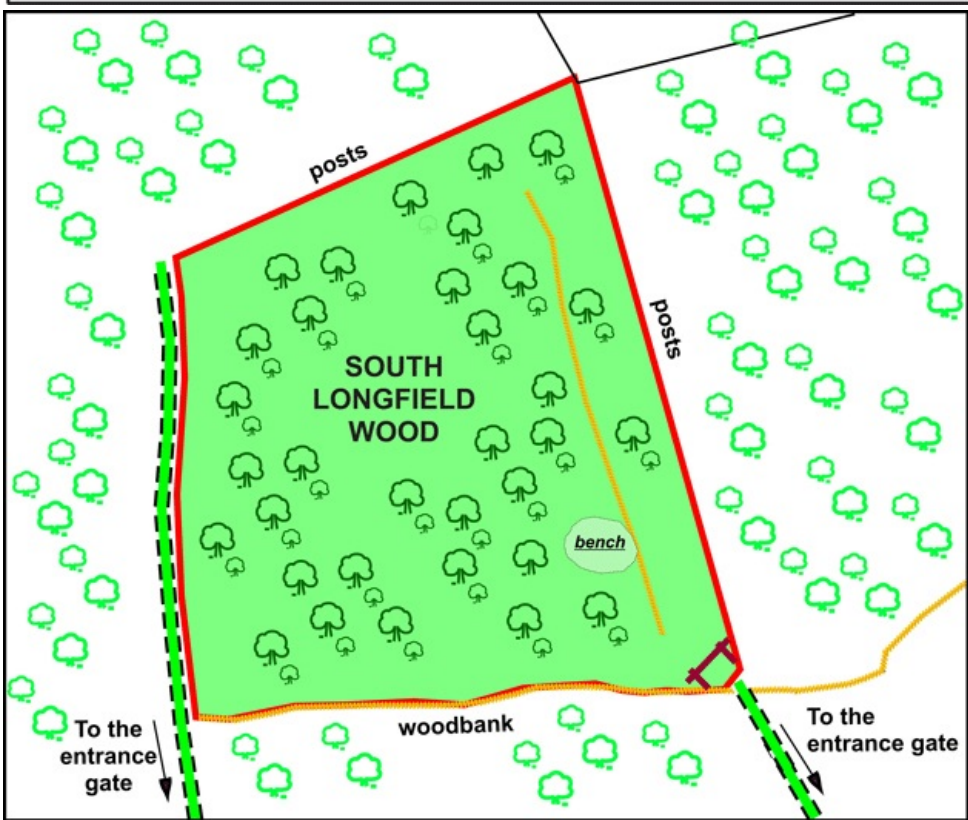 posts
posts
SOUTH
LONGFIELD
WOOD
bench
woodbank
To the
entrance
gate
To the
entrance gate